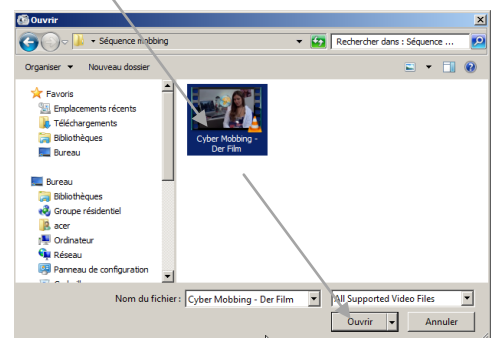 Ouvrir
Séquence mobbing
Rechercher dans : Séquence ...
Organiser
Nouveau dossier
Favoris
Emplacements récents
Téléchargements
Bibliothèques
Bureau
Bureau
Bibliothèques
Groupe résidentiel
acer
Ordinateur
Réseau
Panneau de configuration
Cyber Mobbing -
Der Film
Nom du fichier :
Cyber Mobbing - Der Film
All Supported Video Files
Ouvrir
Annuler